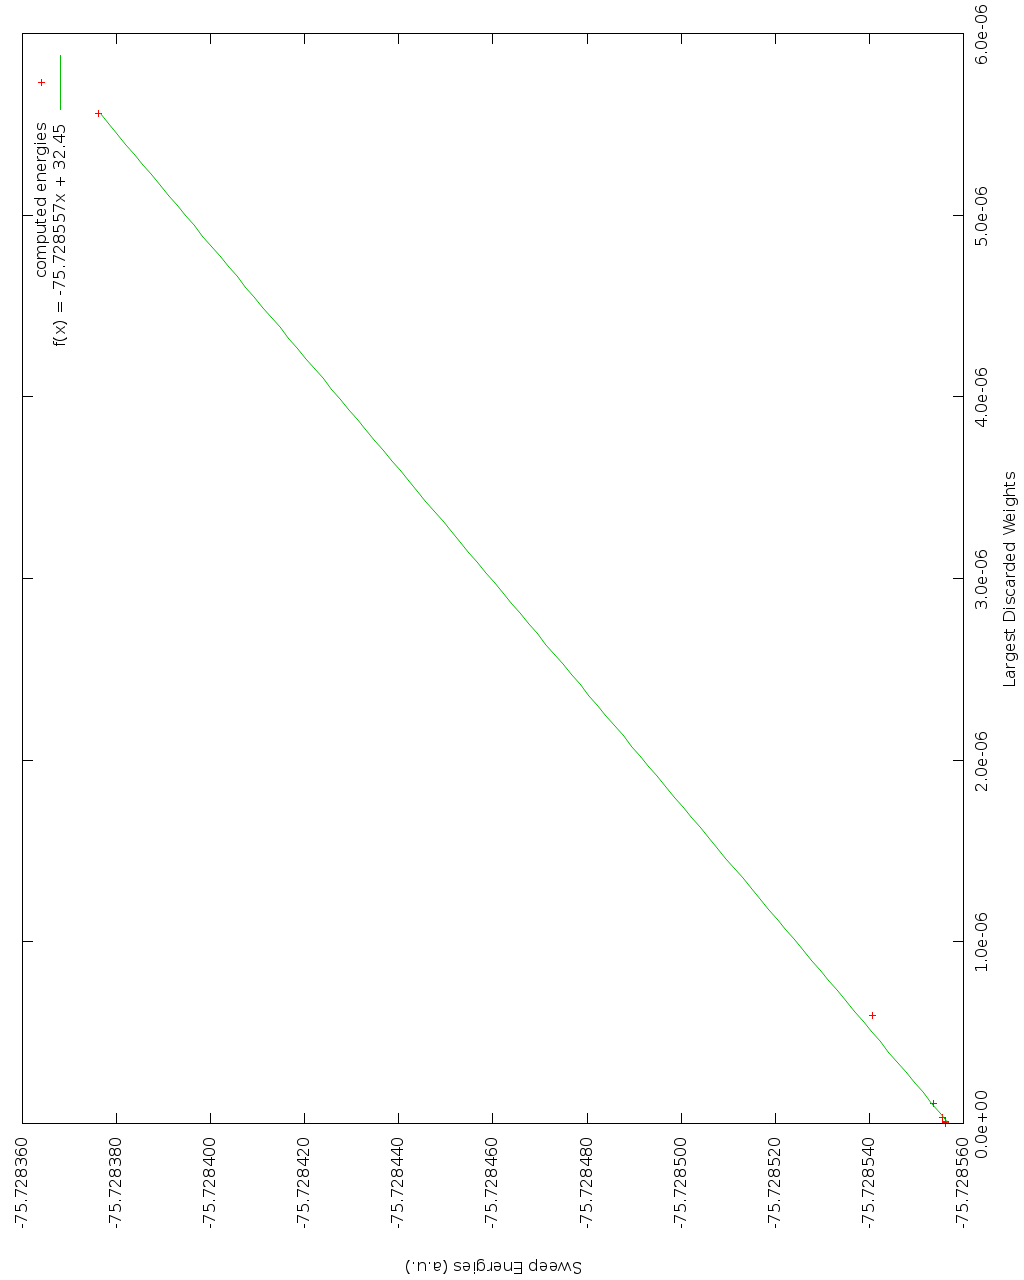 computed energies
f(x) = -75.728557x + 32.45
6.0e-06
5.0e-06
4.0e-06
3.0e-06
2.0e-06
1.0e-06
0.0e+00
Largest Discarded Weights
-75.728360
-75.728380
-75.728400
-75.728420
-75.728440
-75.728460
-75.728480
-75.728500
-75.728520
-75.728540
-75.728560
Sweep Energies (a.u.)